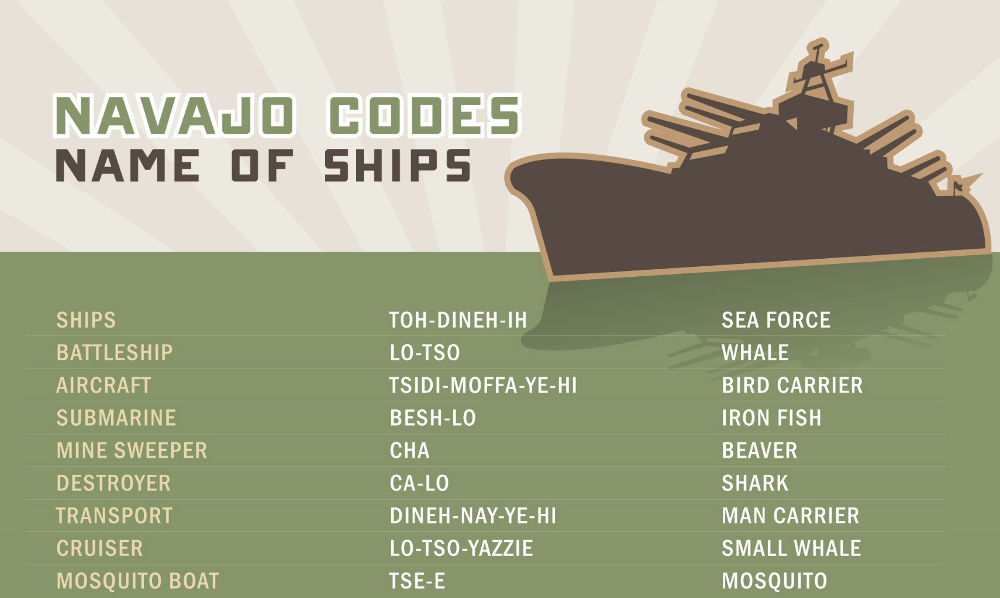 NAVAJO CODES
NAME OF SHIPS
SHIPS TOH-DINEH-IH SEA FORCE
BATTLESHIP LO-TSO WHALE
AIRCRAFT TSIDI-MOFFA-YE-HI BIRD CARRIER
SUBMARINE BESH-LO IRON FISH
MINE SWEEPER CHA BEAVER
DESTROYER CA-LO SHARK
TRANSPORT DINEH-NAY-YE-HI MAN CARRIER
CRUISER LO-TSO-YAZZIE SMALL WHALE
MOSQUITO BOAT TSE-E MOSQUITO